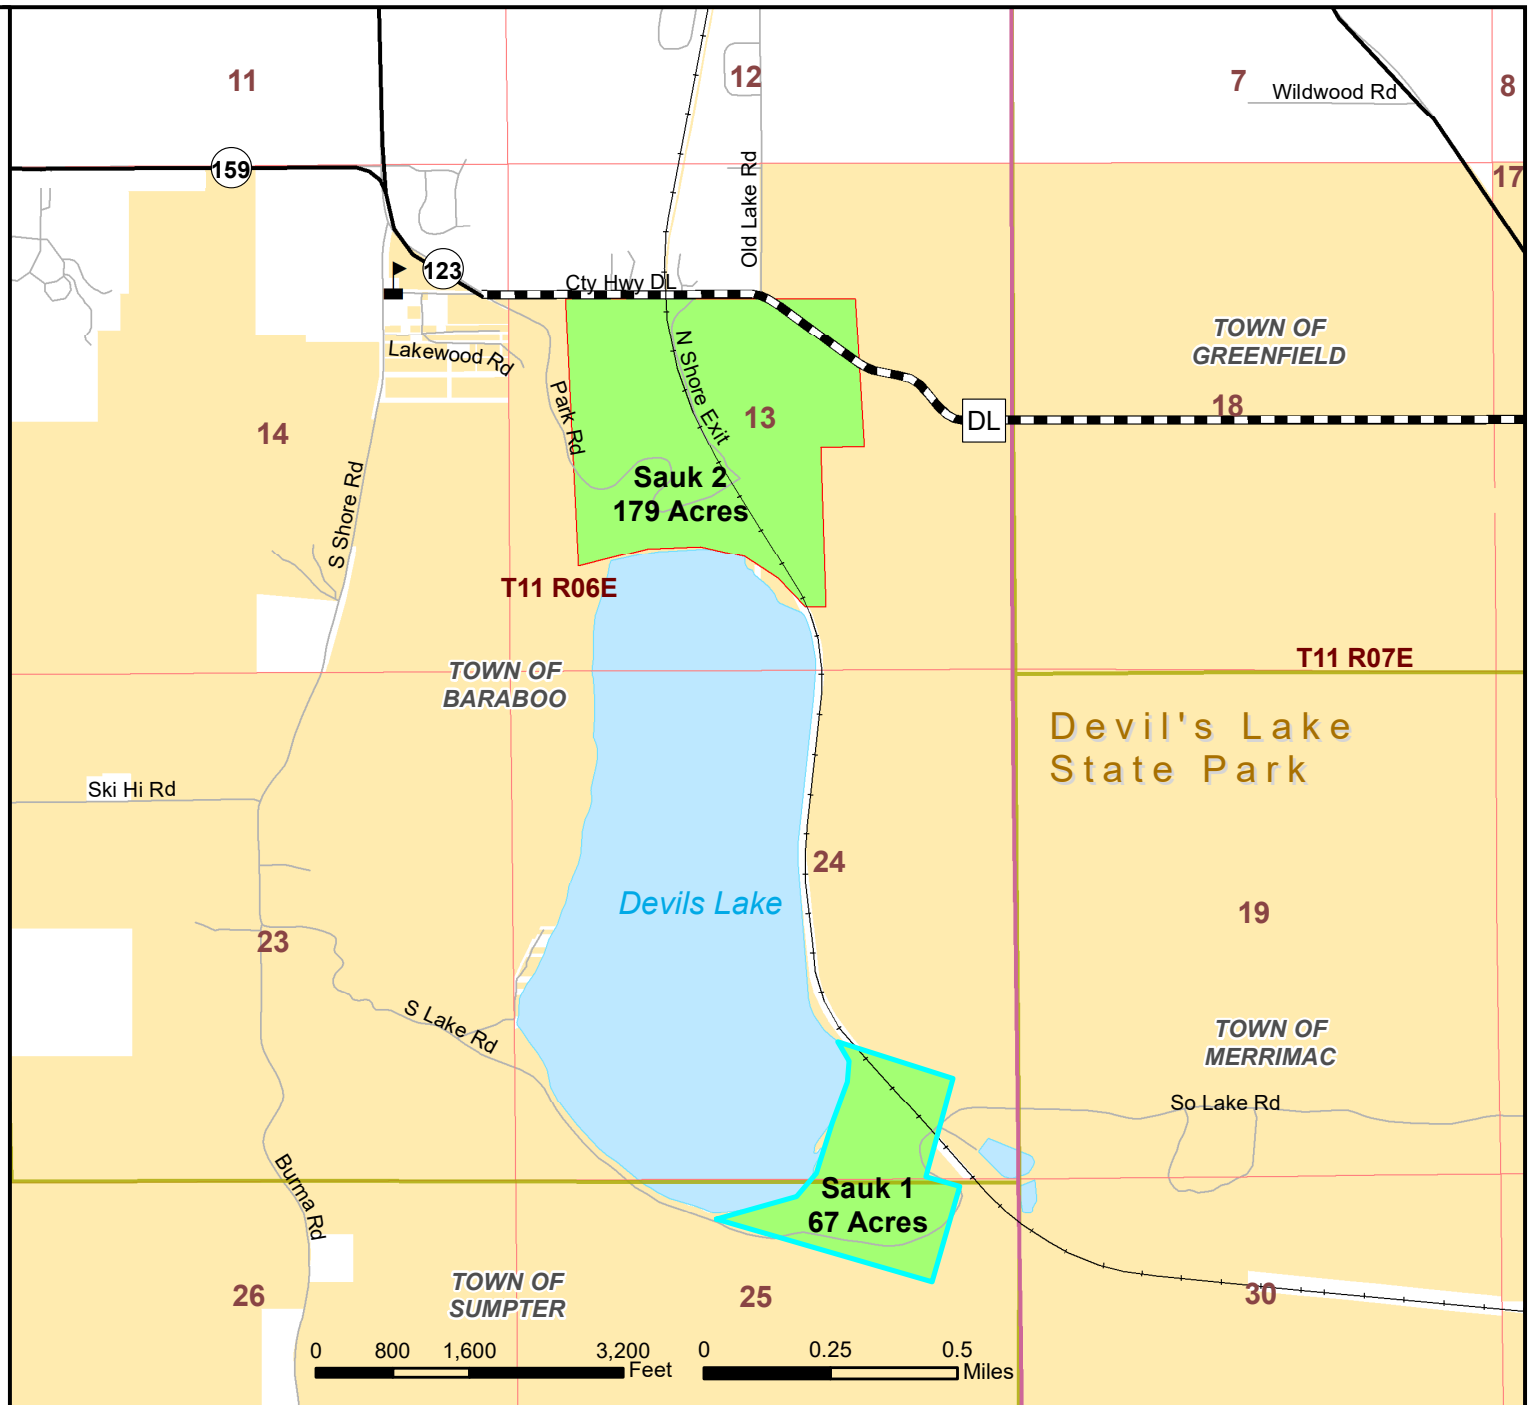 11
12
7
8
Wildwood Rd
159
17
Old Lake Rd
123
Cty Hwy DL
TOWN OF
GREENFIELD
Lakewood Rd
N Shore Exit
Park Rd
13
18
DL
14
Sauk 2
179 Acres
S Shore Rd
T11 R06E
T11 R07E
TOWN OF
BARABOO
Devil's Lake
State Park
Ski Hi Rd
24
Devils Lake
19
23
S Lake Rd
TOWN OF
MERRIMAC
So Lake Rd
Burma Rd
Sauk 1
67 Acres
TOWN OF
SUMPTER
26
25
30
0 800 1,600 3,200
Feet
0 0.25 0.5
Miles